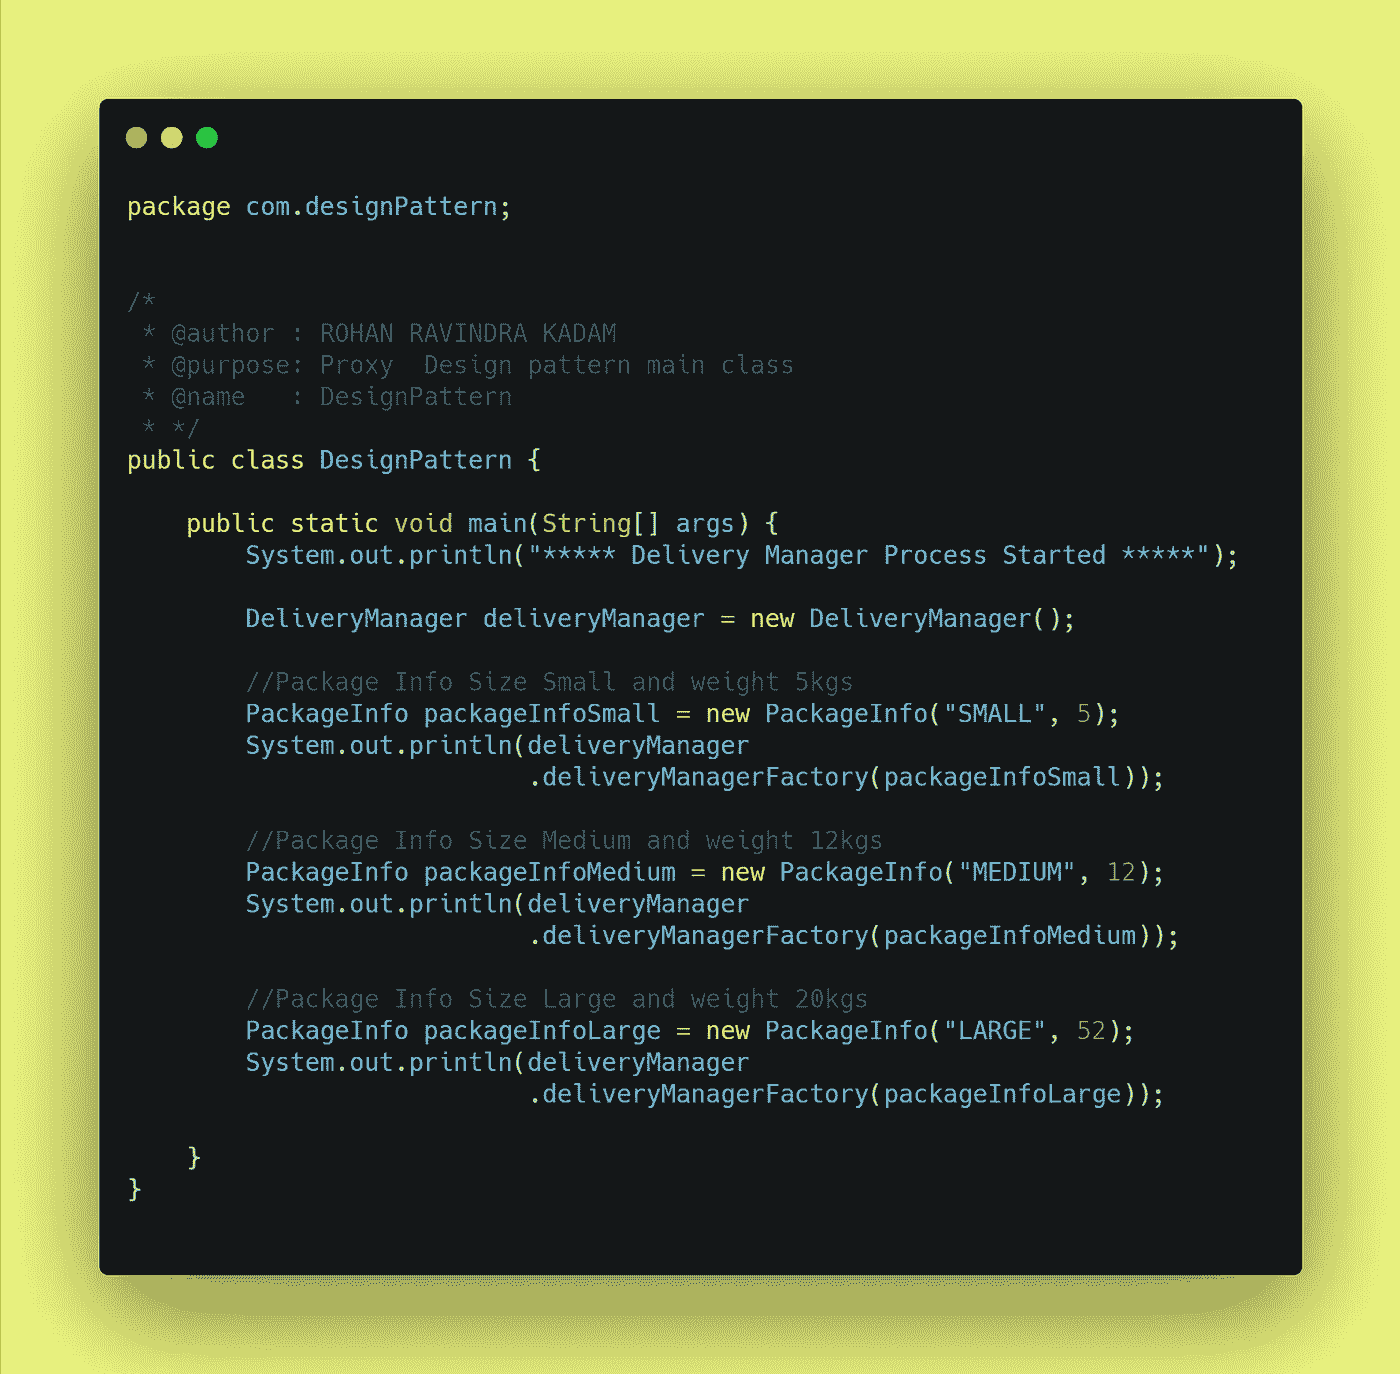 package com.designPattern;
/*
 * @author : ROHAN RAVINDRA KADAM
 * @purpose: Proxy  Design pattern main class
 * @name   : DesignPattern
 * */
public class DesignPattern {
    public static void main(String[] args) {
        System.out.println("***** Delivery Manager Process Started *****");
        DeliveryManager deliveryManager = new DeliveryManager();
        //Package Info Size Small and weight 5kgs
        PackageInfo packageInfoSmall = new PackageInfo("SMALL", 5);
        System.out.println(deliveryManager
                           .deliveryManagerFactory(packageInfoSmall));
        //Package Info Size Medium and weight 12kgs
        PackageInfo packageInfoMedium = new PackageInfo("MEDIUM", 12);
        System.out.println(deliveryManager
                           .deliveryManagerFactory(packageInfoMedium));
        //Package Info Size Large and weight 20kgs
        PackageInfo packageInfoLarge = new PackageInfo("LARGE", 52);
        System.out.println(deliveryManager
                           .deliveryManagerFactory(packageInfoLarge));
    }
}